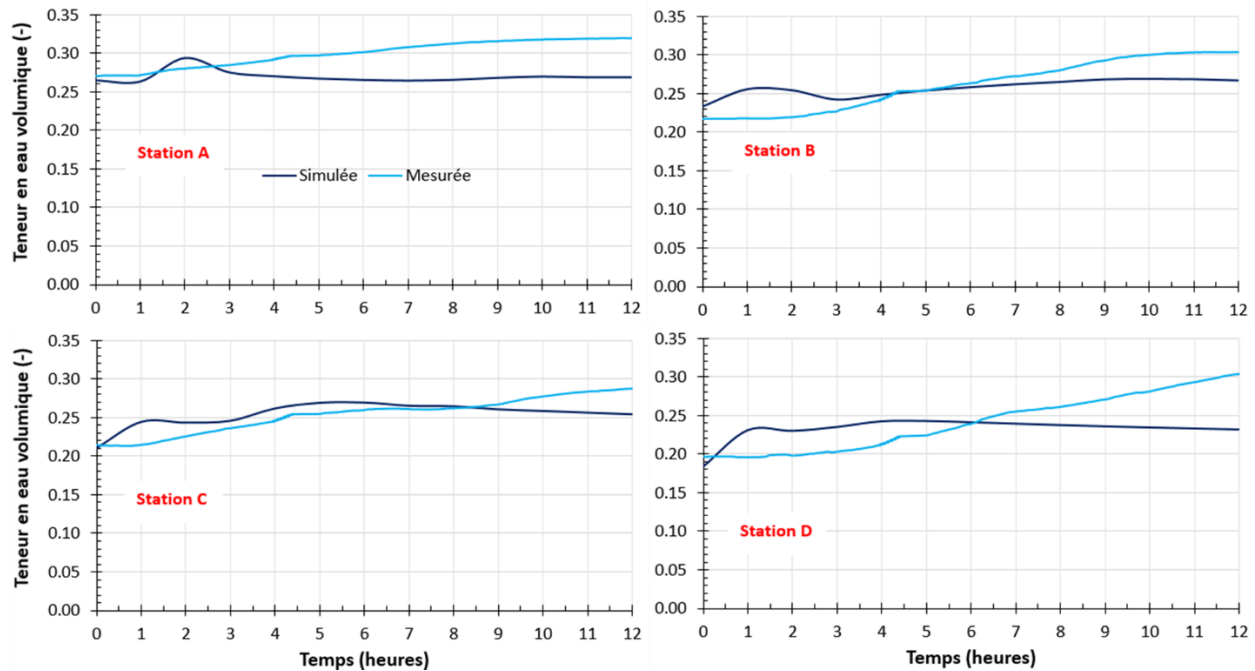 Teneur en eau volumique (-)
0.35
0.30
0.25
0.20
0.15
0.10
0.05
0.00
Station A
Simulée Mesurée
0 1 2 3 4 5 6 7 8 9 10 11 12
0.35
0.30
0.25
0.20
0.15
0.10
0.05
0.00
Station B
0 1 2 3 4 5 6 7 8 9 10 11 12
Teneur en eau volumique (-)
0.35
0.30
0.25
0.20
0.15
0.10
0.05
0.00
Station C
0 1 2 3 4 5 6 7 8 9 10 11 12
Temps (heures)
0.35
0.30
0.25
0.20
0.15
0.10
0.05
0.00
Station D
0 1 2 3 4 5 6 7 8 9 10 11 12
Temps (heures)